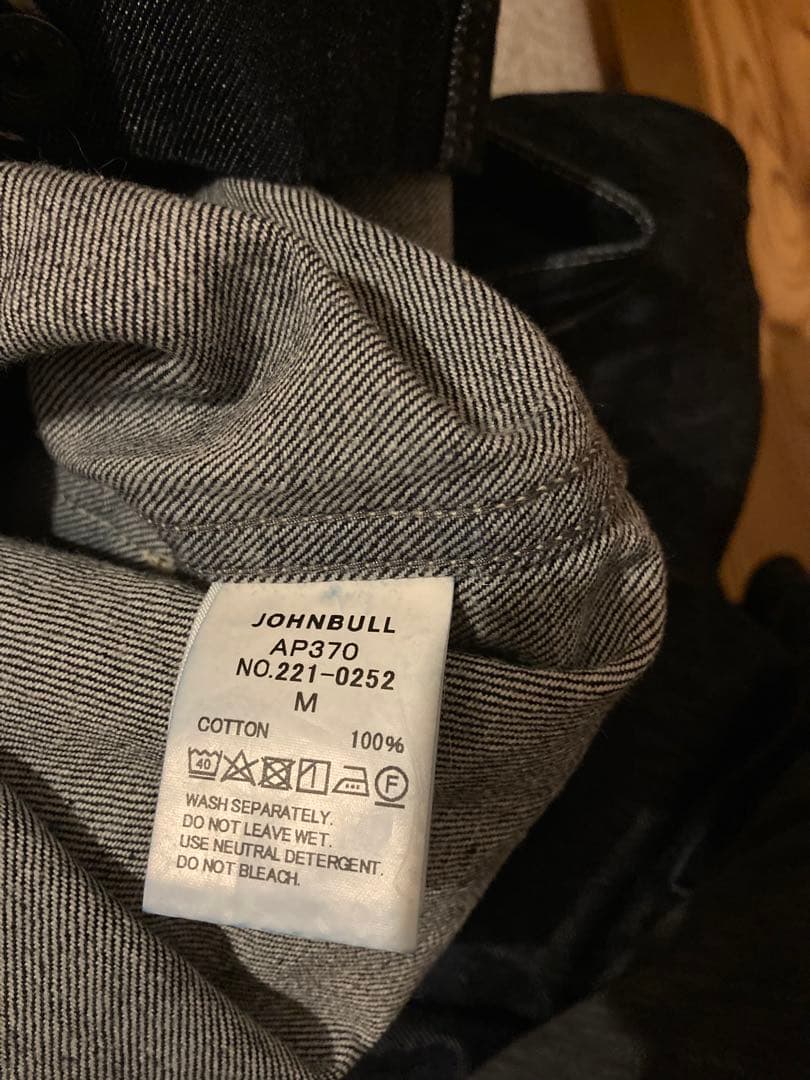 JOHNBULL
AP370
NO.221-0252
M
COTTON 100%
40 F
WASH SEPARATELY.
DO NOT LEAVE WET.
USE NEUTRAL DETERGENT.
DO NOT BLEACH.